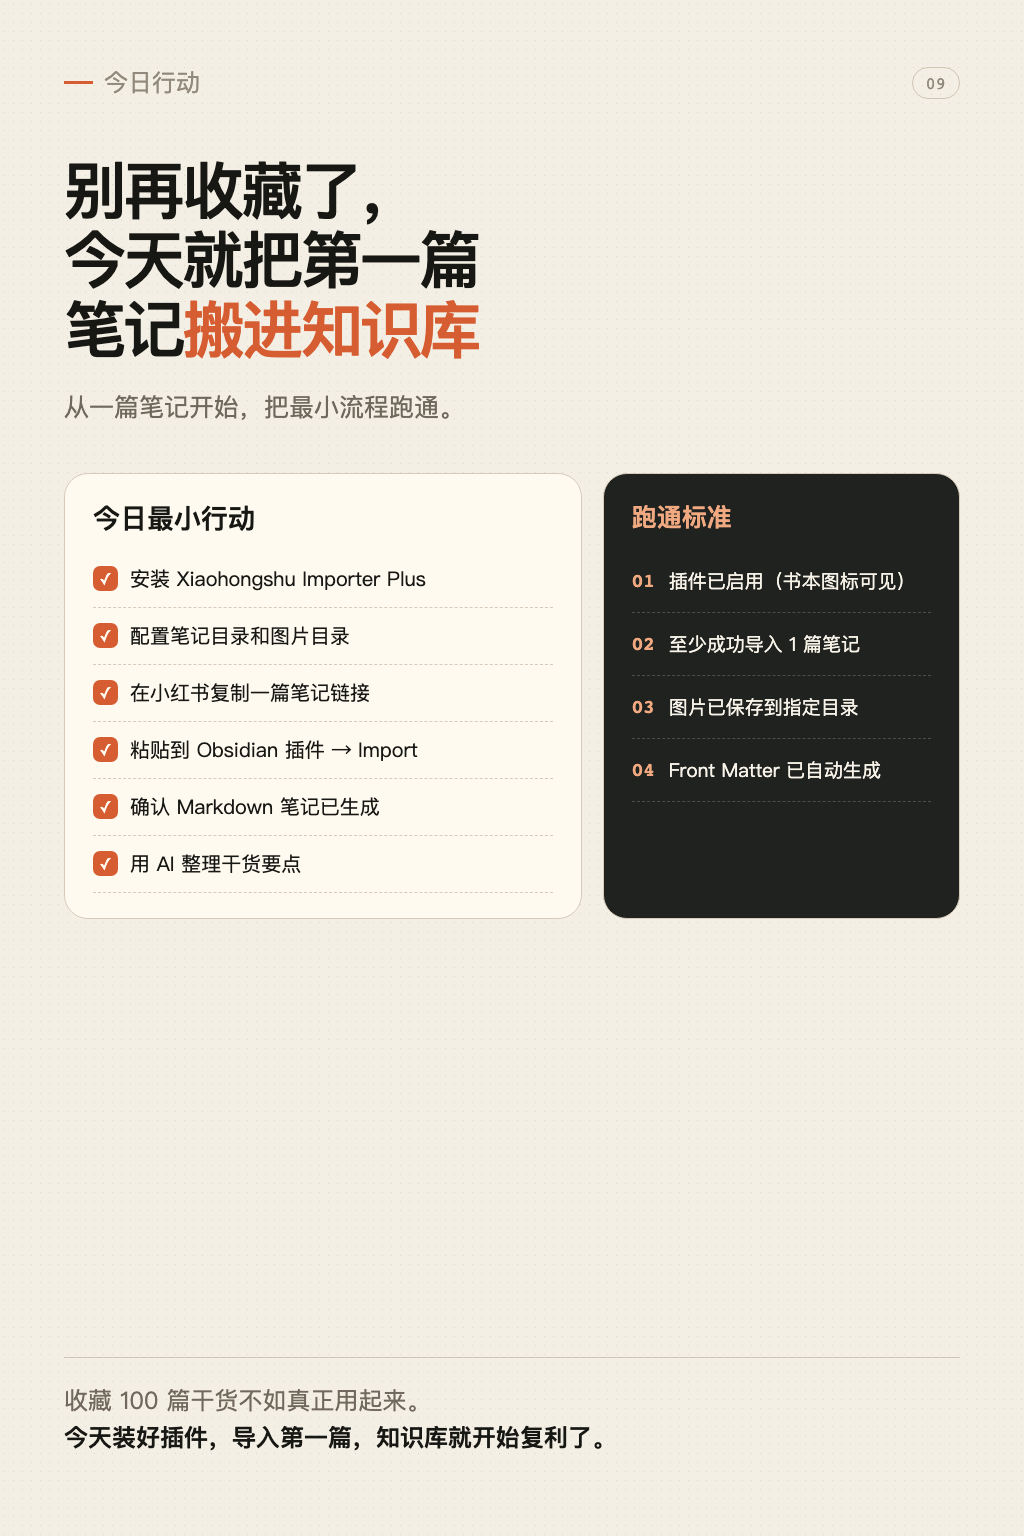 今日行动
09
别再收藏了，
今天就把第一篇
笔记搬进知识库
从一篇笔记开始，把最小流程跑通。
今日最小行动
安装 Xiaohongshu Importer Plus
配置笔记目录和图片目录
在小红书复制一篇笔记链接
粘贴到 Obsidian 插件 → Import
确认 Markdown 笔记已生成
用 AI 整理干货要点
跑通标准
01 插件已启用（书本图标可见）
02 至少成功导入 1 篇笔记
03 图片已保存到指定目录
04 Front Matter 已自动生成
收藏 100 篇干货不如真正用起来。
今天装好插件，导入第一篇，知识库就开始复利了。